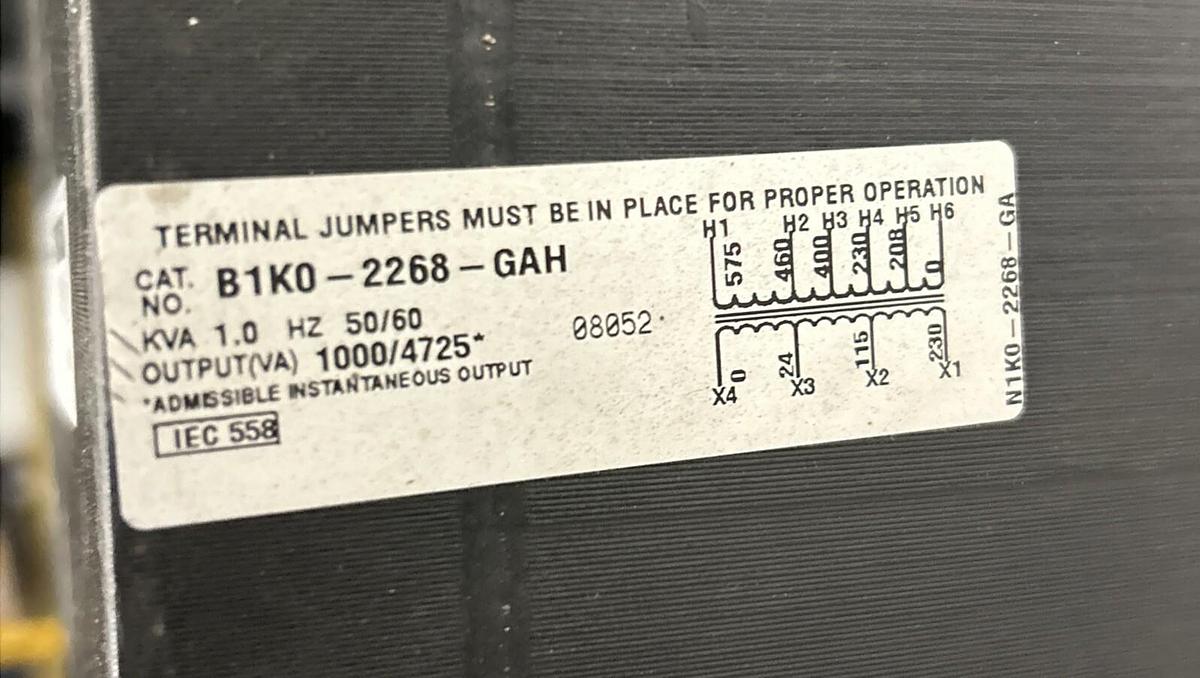 TERMINAL JUMPERS MUST BE IN PLACE FOR PROPER OPERATION
CAT. NO. B1K0-2268-GAH
KVA 1.0 HZ 50/60
OUTPUT(VA) 1000/4725*
*ADMISSIBLE INSTANTANEOUS OUTPUT
IEC 558
08052
H1 H2 H3 H4 H5 H6
575 460 400 230 208 0
0 24 115 230
X4 X3 X2 X1
N1K0-2268-GA